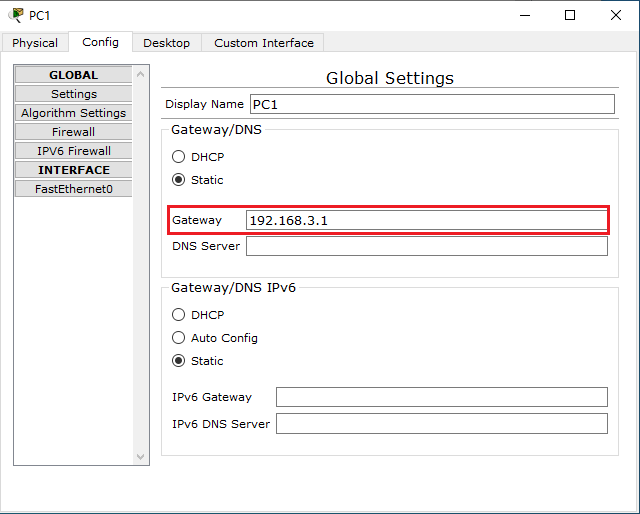 PC1
Physical Config Desktop Custom Interface
GLOBAL
Settings
Algorithm Settings
Firewall
IPV6 Firewall
INTERFACE
FastEthernet0
Global Settings
Display Name PC1
Gateway/DNS
DHCP
Static
Gateway 192.168.3.1
DNS Server
Gateway/DNS IPv6
DHCP
Auto Config
Static
IPv6 Gateway
IPv6 DNS Server